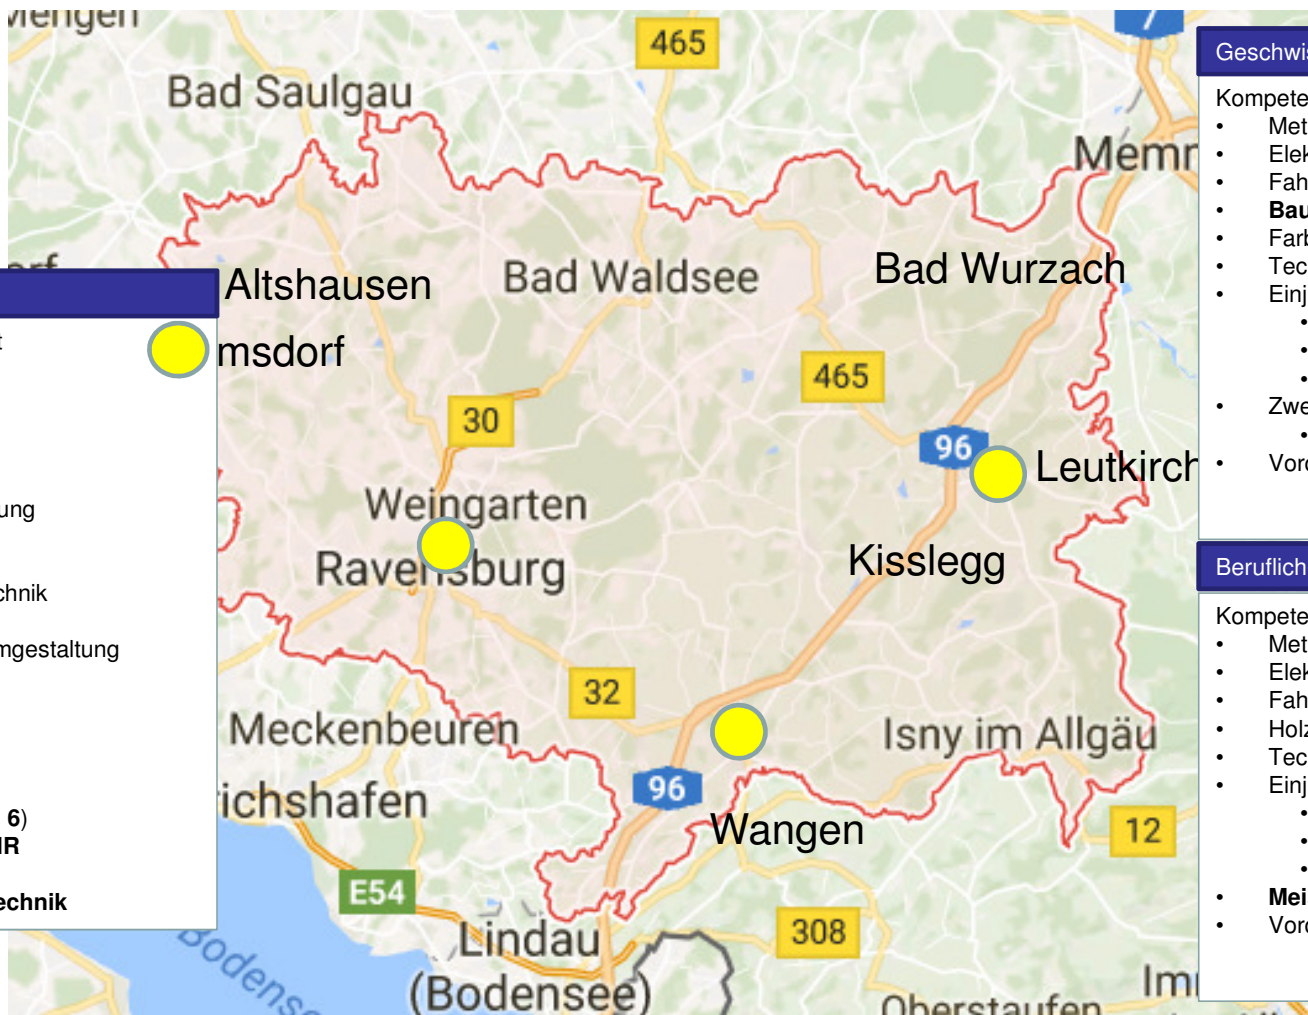 465
7
Bad Saulgau
Altshausen
Bad Waldsee
Bad Wurzach
msdorf
465
30
96
Leutkirch
Weingarten
Ravensburg
Kisslegg
32
Meckenbeuren
Isny im Allgäu
ichshafen
96
Wangen
12
E54
308
Lindau
(Bodensee)
Bodens
Oberstaufen
Im
t
ung
chnik
mgestaltung
6)
IR
echnik
Geschwis
Kompete
• Met
• Elek
• Fah
• Bau
• Farb
• Tec
• Einj
•
•
•
• Zwe
•
• Vor
Beruflich
Kompete
• Met
• Elek
• Fah
• Holz
• Tec
• Einj
•
•
•
• Mei
• Vor